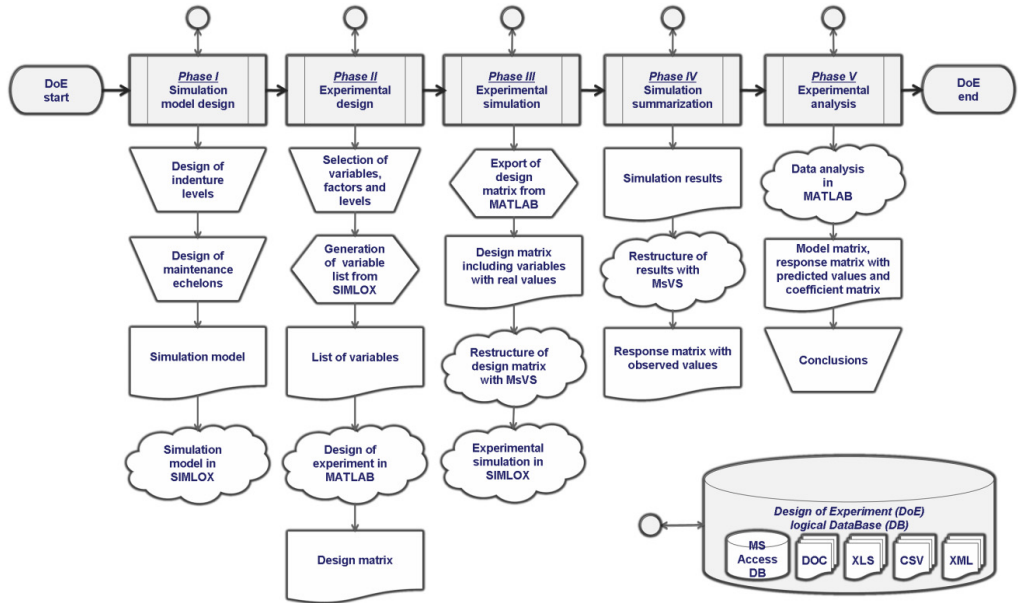 DoE
start
Phase I
Simulation
model design
Phase II
Experimental
design
Phase III
Experimental
simulation
Phase IV
Simulation
summarization
Phase V
Experimental
analysis
DoE
end
Design of
indenture
levels
Design of
maintenance
echelons
Simulation model
Simulation
model in
SIMLOX
Selection of
variables,
factors and
levels
Generation
of variable
list from
SIMLOX
List of variables
Design of
experiment in
MATLAB
Design matrix
Export of
design
matrix from
MATLAB
Design matrix
including variables
with real values
Restructure of
design matrix
with MsVS
Experimental
simulation in
SIMLOX
Simulation results
Restructure of
results with
MsVS
Response matrix with
observed values
Data analysis
in
MATLAB
Model matrix,
response matrix with
predicted values and
coefficient matrix
Conclusions
Design of Experiment (DoE)
logical DataBase (DB)
MS
Access
DB
DOC
XLS
CSV
XML